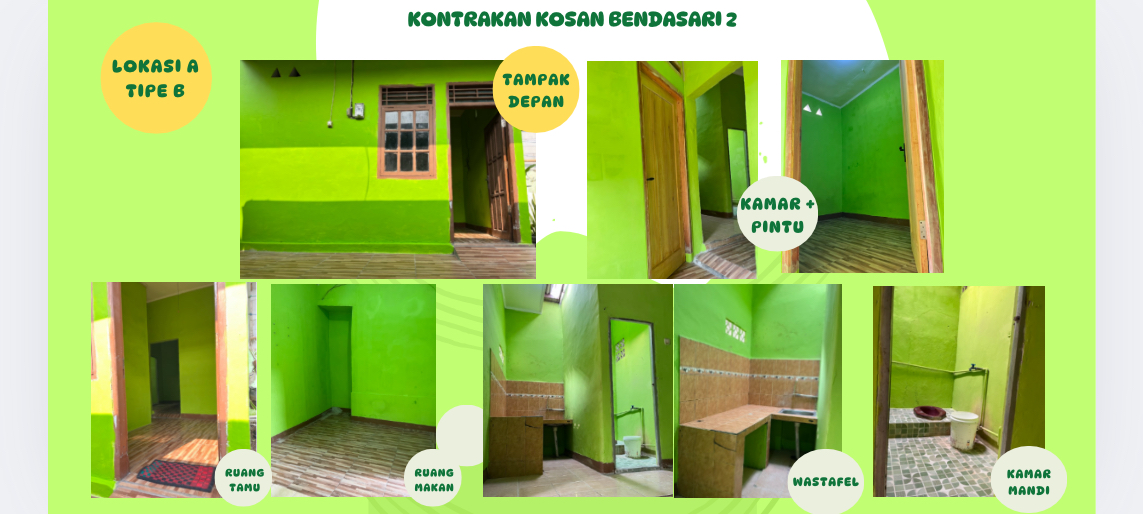 KONTRAKAN KOSAN BENDASARI 2
LOKASI A
TIPE B
TAMPAK
DEPAN
KAMAR +
PINTU
RUANG
TAMU
RUANG
MAKAN
WASTAFEL
KAMAR
MANDI